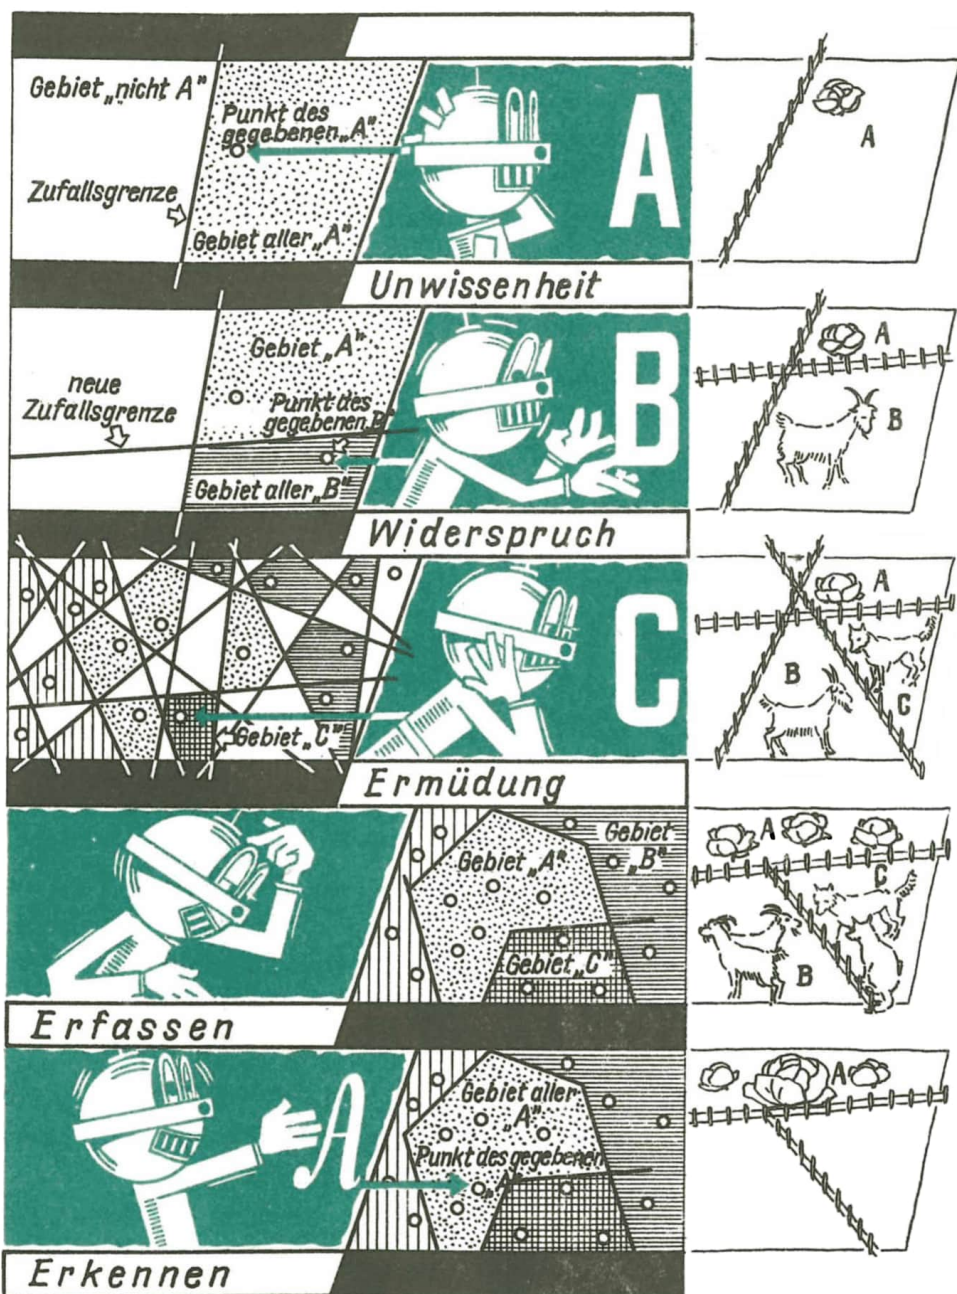 Gebiet „nicht A”
Punkt des
gegebenen „A”
Zufallsgrenze
Gebiet aller „A”
A
A
Unwissenheit
Gebiet „A”
neue
Zufallsgrenze
Punkt des
gegebenen „B”
Gebiet aller „B”
B
A
B
Widerspruch
Gebiet „C”
C
A
B
C
Ermüdung
Gebiet „A”
Gebiet
„B”
Gebiet „C”
A
C
B
Erfassen
A
Gebiet aller
„A”
Punkt des gegebenen
„A”
A
Erkennen